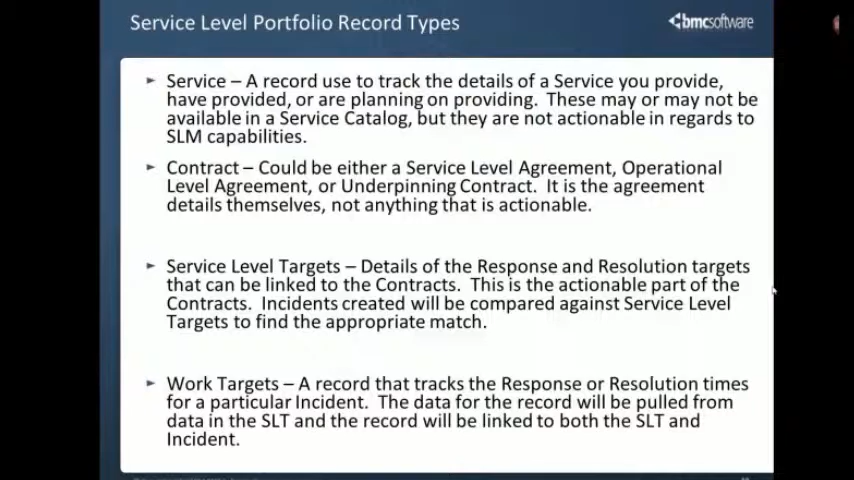 Service Level Portfolio Record Types
bmcsoftware
Service – A record use to track the details of a Service you provide,
have provided, or are planning on providing. These may or may not be
available in a Service Catalog, but they are not actionable in regards to
SLM capabilities.
Contract – Could be either a Service Level Agreement, Operational
Level Agreement, or Underpinning Contract. It is the agreement
details themselves, not anything that is actionable.
Service Level Targets – Details of the Response and Resolution targets
that can be linked to the Contracts. This is the actionable part of the
Contracts. Incidents created will be compared against Service Level
Targets to find the appropriate match.
Work Targets – A record that tracks the Response or Resolution times
for a particular Incident. The data for the record will be pulled from
data in the SLT and the record will be linked to both the SLT and
Incident.